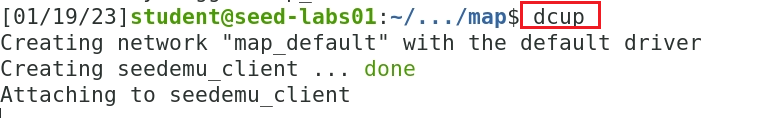 [01/19/23]student@seed-labs01:~/.../map$ dcup
Creating network "map_default" with the default driver
Creating seedemu_client ... done
Attaching to seedemu_client